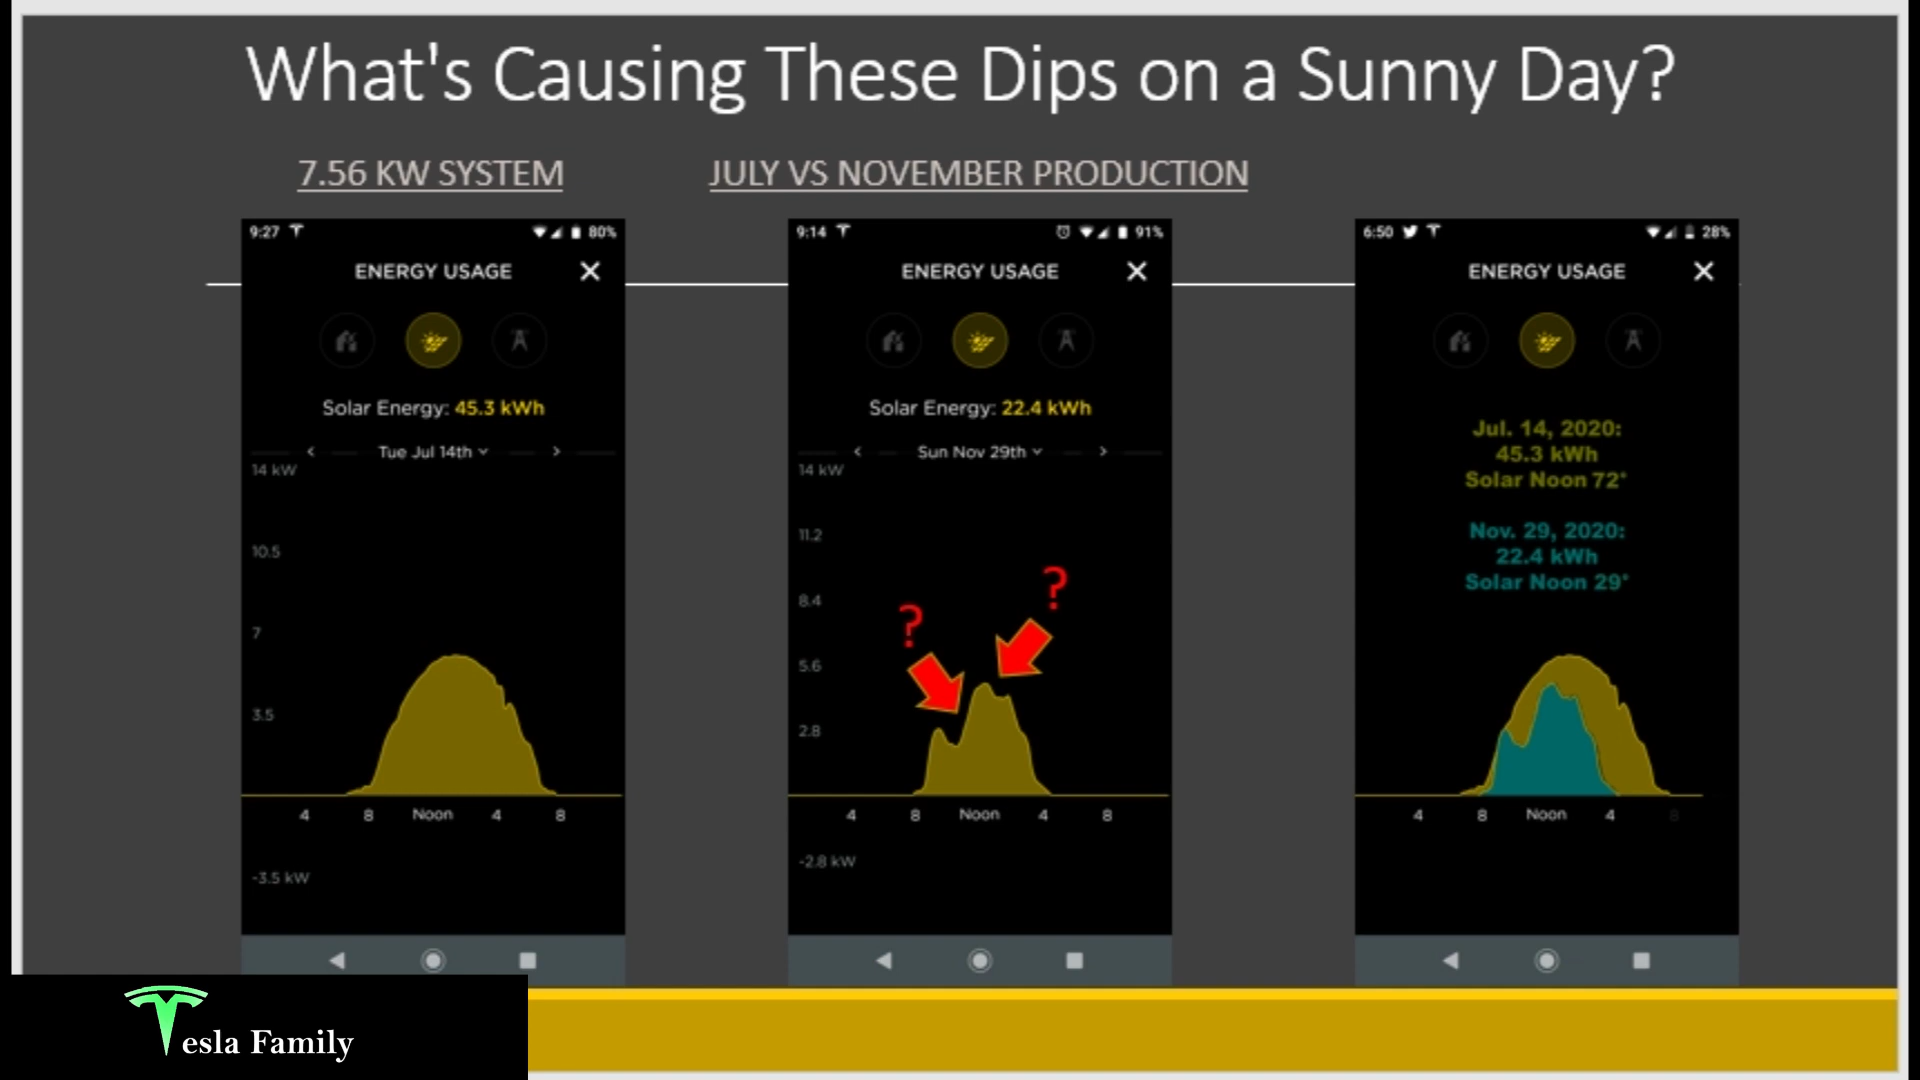 What's Causing These Dips on a Sunny Day?
7.56 KW SYSTEM
JULY VS NOVEMBER PRODUCTION
9:27
80%
ENERGY USAGE
Solar Energy: 45.3 kWh
Tue Jul 14th
14 kW
10.5
7
3.5
4 8 Noon 4 8
-3.5 kW
9:14
91%
ENERGY USAGE
Solar Energy: 22.4 kWh
Sun Nov 29th
14 kW
11.2
8.4
5.6
2.8
? ?
4 8 Noon 4 8
-2.8 kW
6:50
28%
ENERGY USAGE
Jul. 14, 2020:
45.3 kWh
Solar Noon 72°
Nov. 29, 2020:
22.4 kWh
Solar Noon 29°
4 8 Noon 4 8
Tesla Family